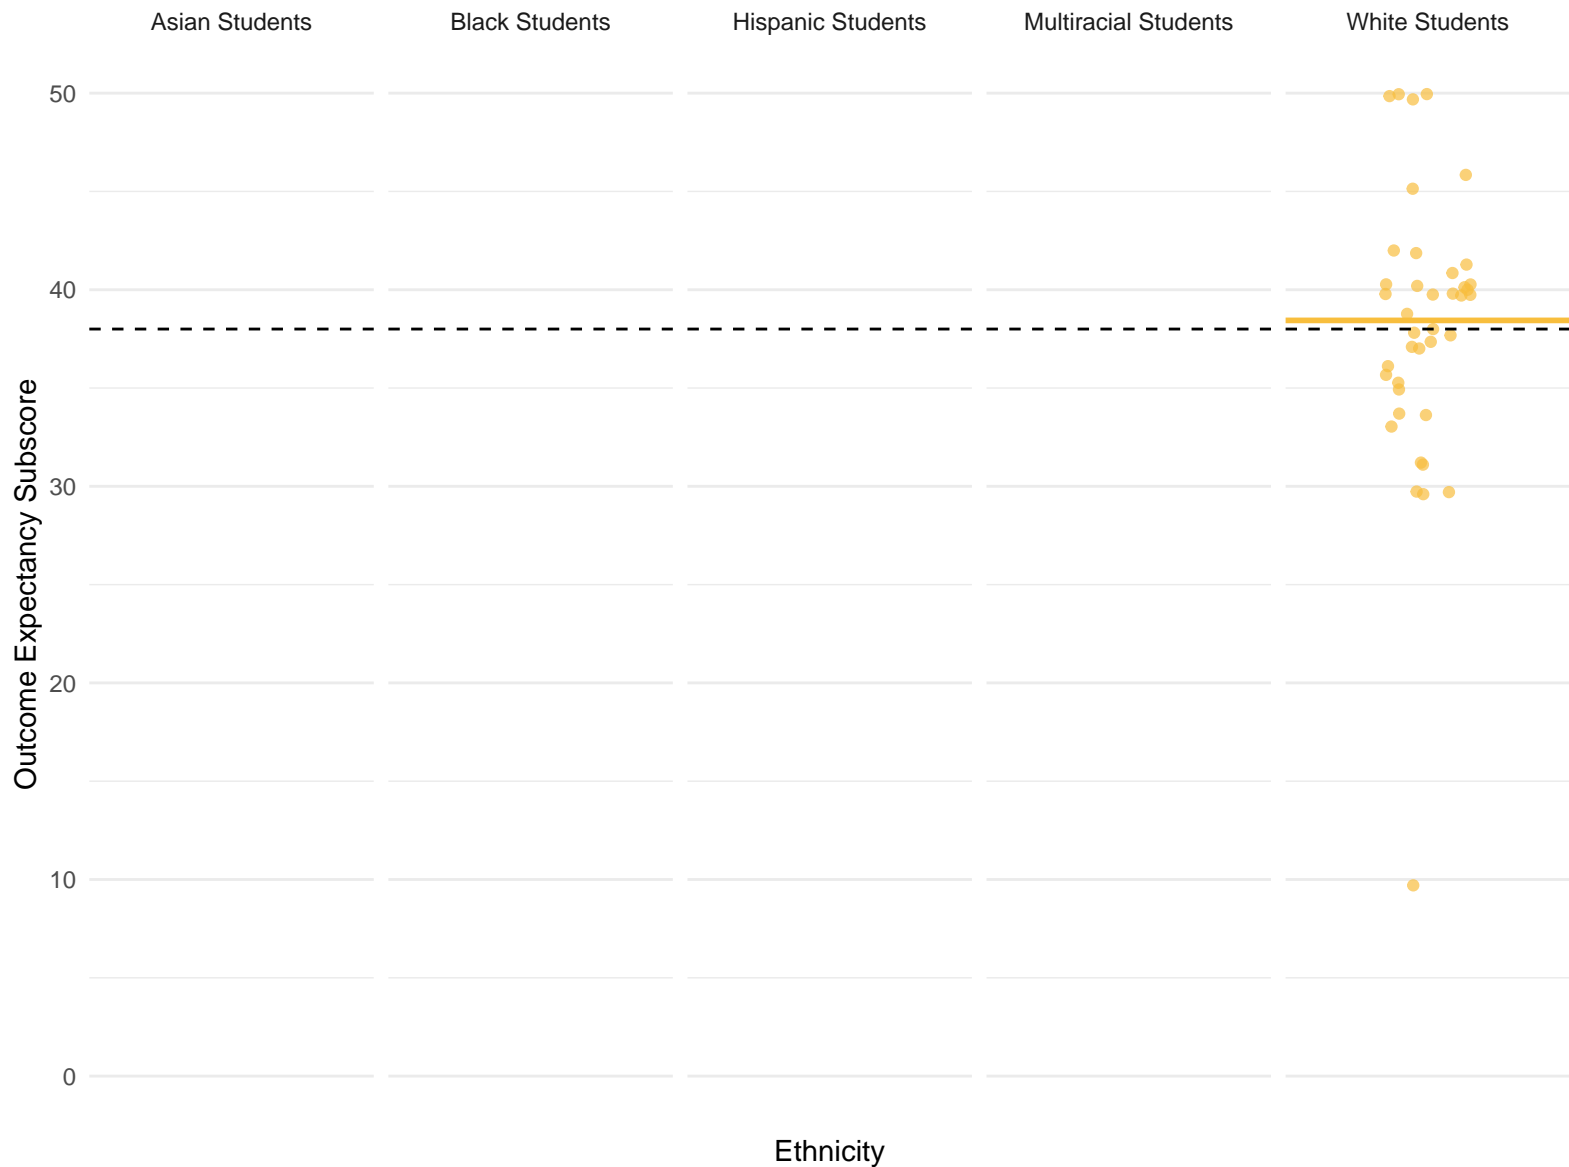 Asian Students
Black Students
Hispanic Students
Multiracial Students
White Students
50
40
30
20
10
0
Outcome Expectancy Subscore
Ethnicity